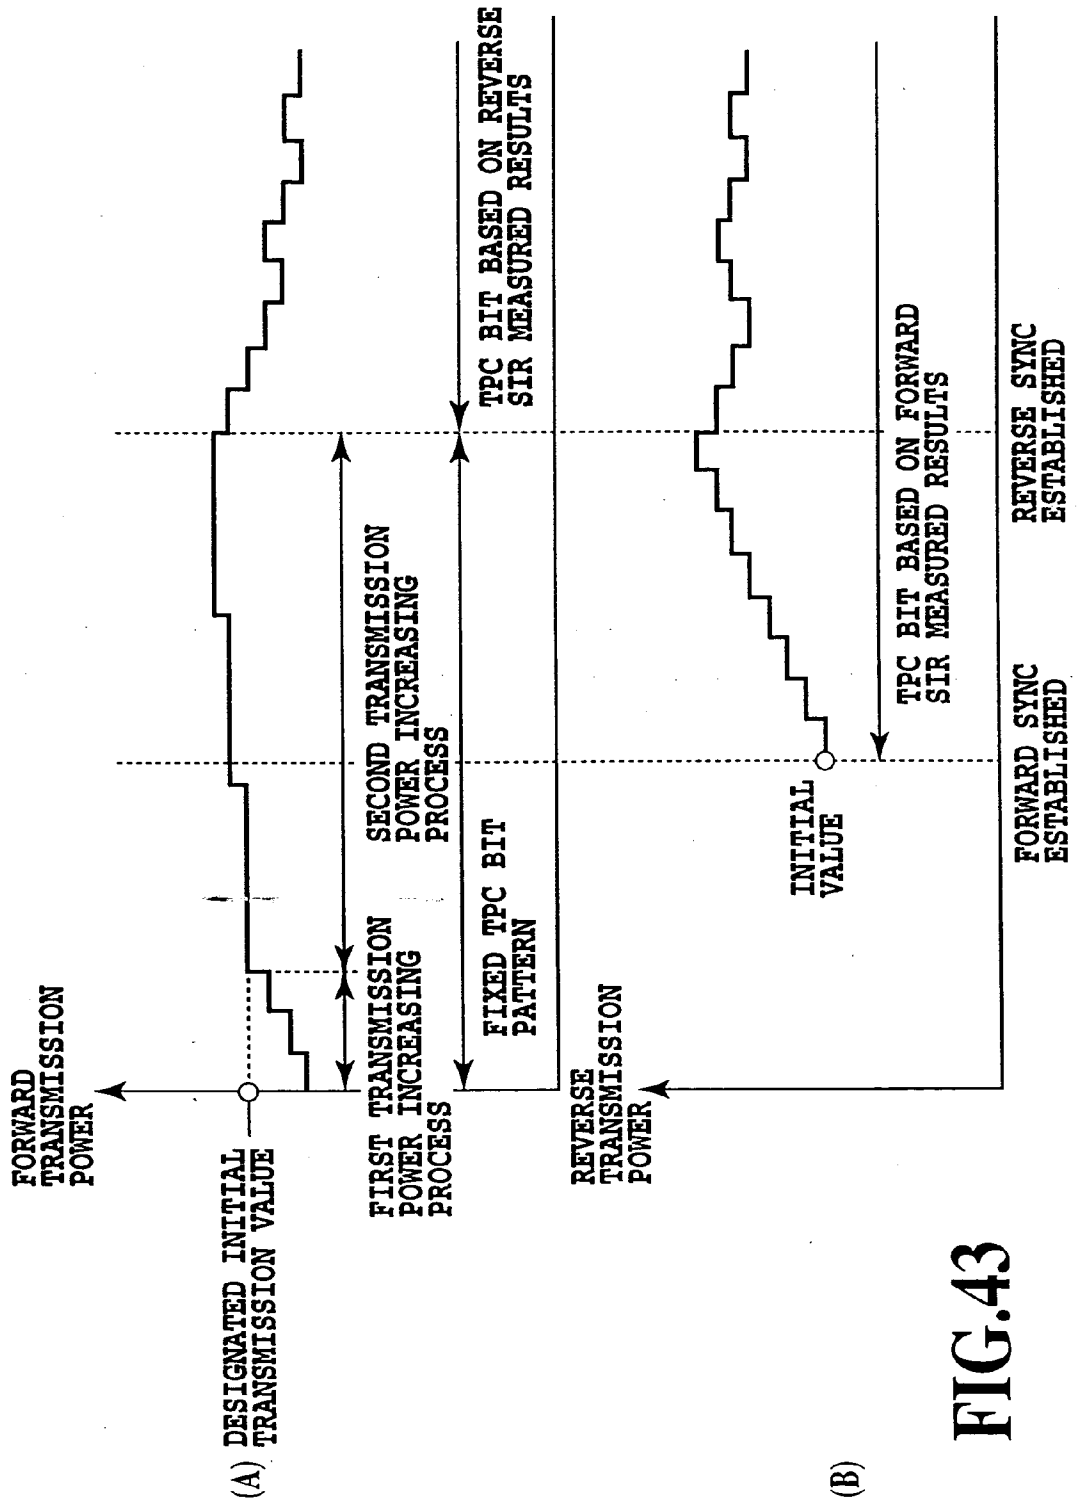 (A)
FORWARD
TRANSMISSION
POWER
DESIGNATED INITIAL
TRANSMISSION VALUE
FIRST TRANSMISSION
POWER INCREASING
PROCESS
SECOND TRANSMISSION
POWER INCREASING
PROCESS
FIXED TPC BIT
PATTERN
TPC BIT BASED ON REVERSE
SIR MEASURED RESULTS
(B)
REVERSE
TRANSMISSION
POWER
INITIAL
VALUE
TPC BIT BASED ON FORWARD
SIR MEASURED RESULTS
FORWARD SYNC
ESTABLISHED
REVERSE SYNC
ESTABLISHED
FIG.43